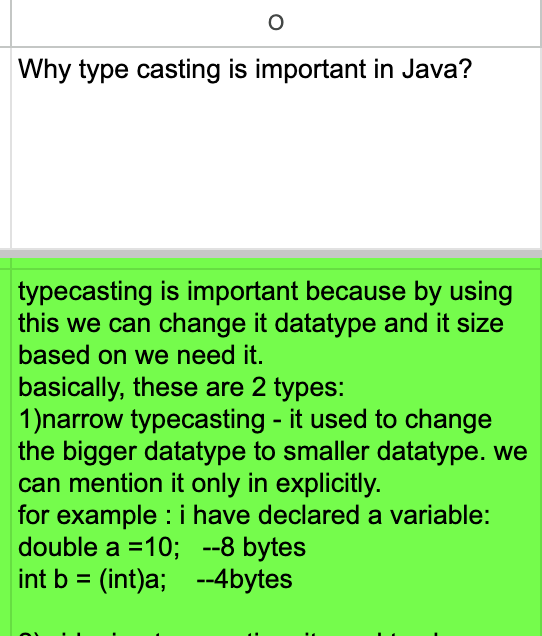 O
Why type casting is important in Java?
typecasting is important because by using
this we can change it datatype and it size
based on we need it.
basically, these are 2 types:
1)narrow typecasting - it used to change
the bigger datatype to smaller datatype. we
can mention it only in explicitly.
for example : i have declared a variable:
double a =10;   --8 bytes
int b = (int)a;    --4bytes